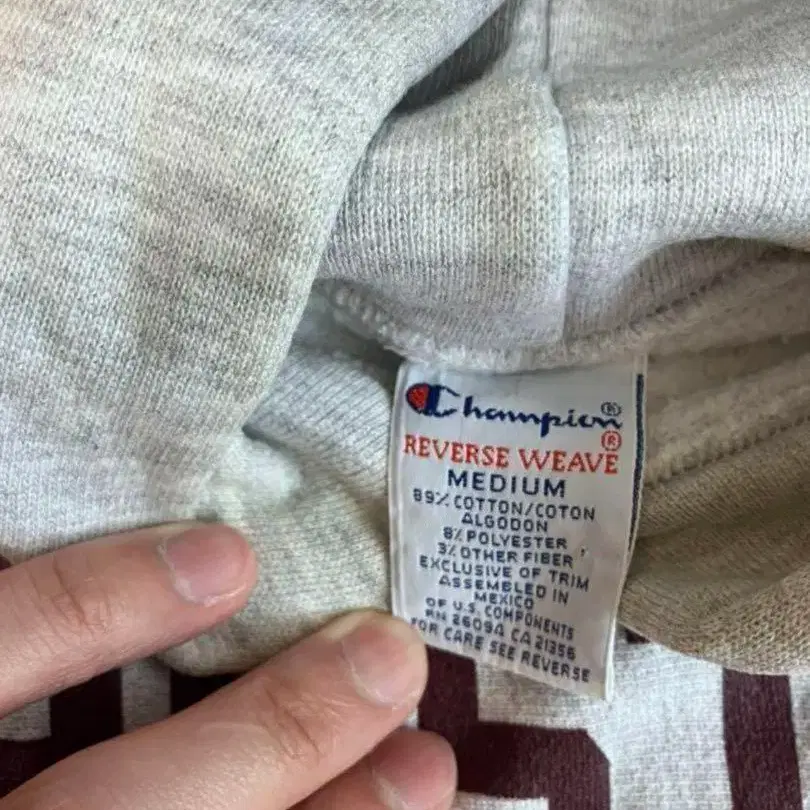 Champion®
REVERSE WEAVE®
MEDIUM
89% COTTON/COTON
ALGODON
8% POLYESTER
3% OTHER FIBER
EXCLUSIVE OF TRIM
ASSEMBLED IN
MEXICO
OF U.S. COMPONENTS
RN 26094 CA 21356
FOR CARE SEE REVERSE